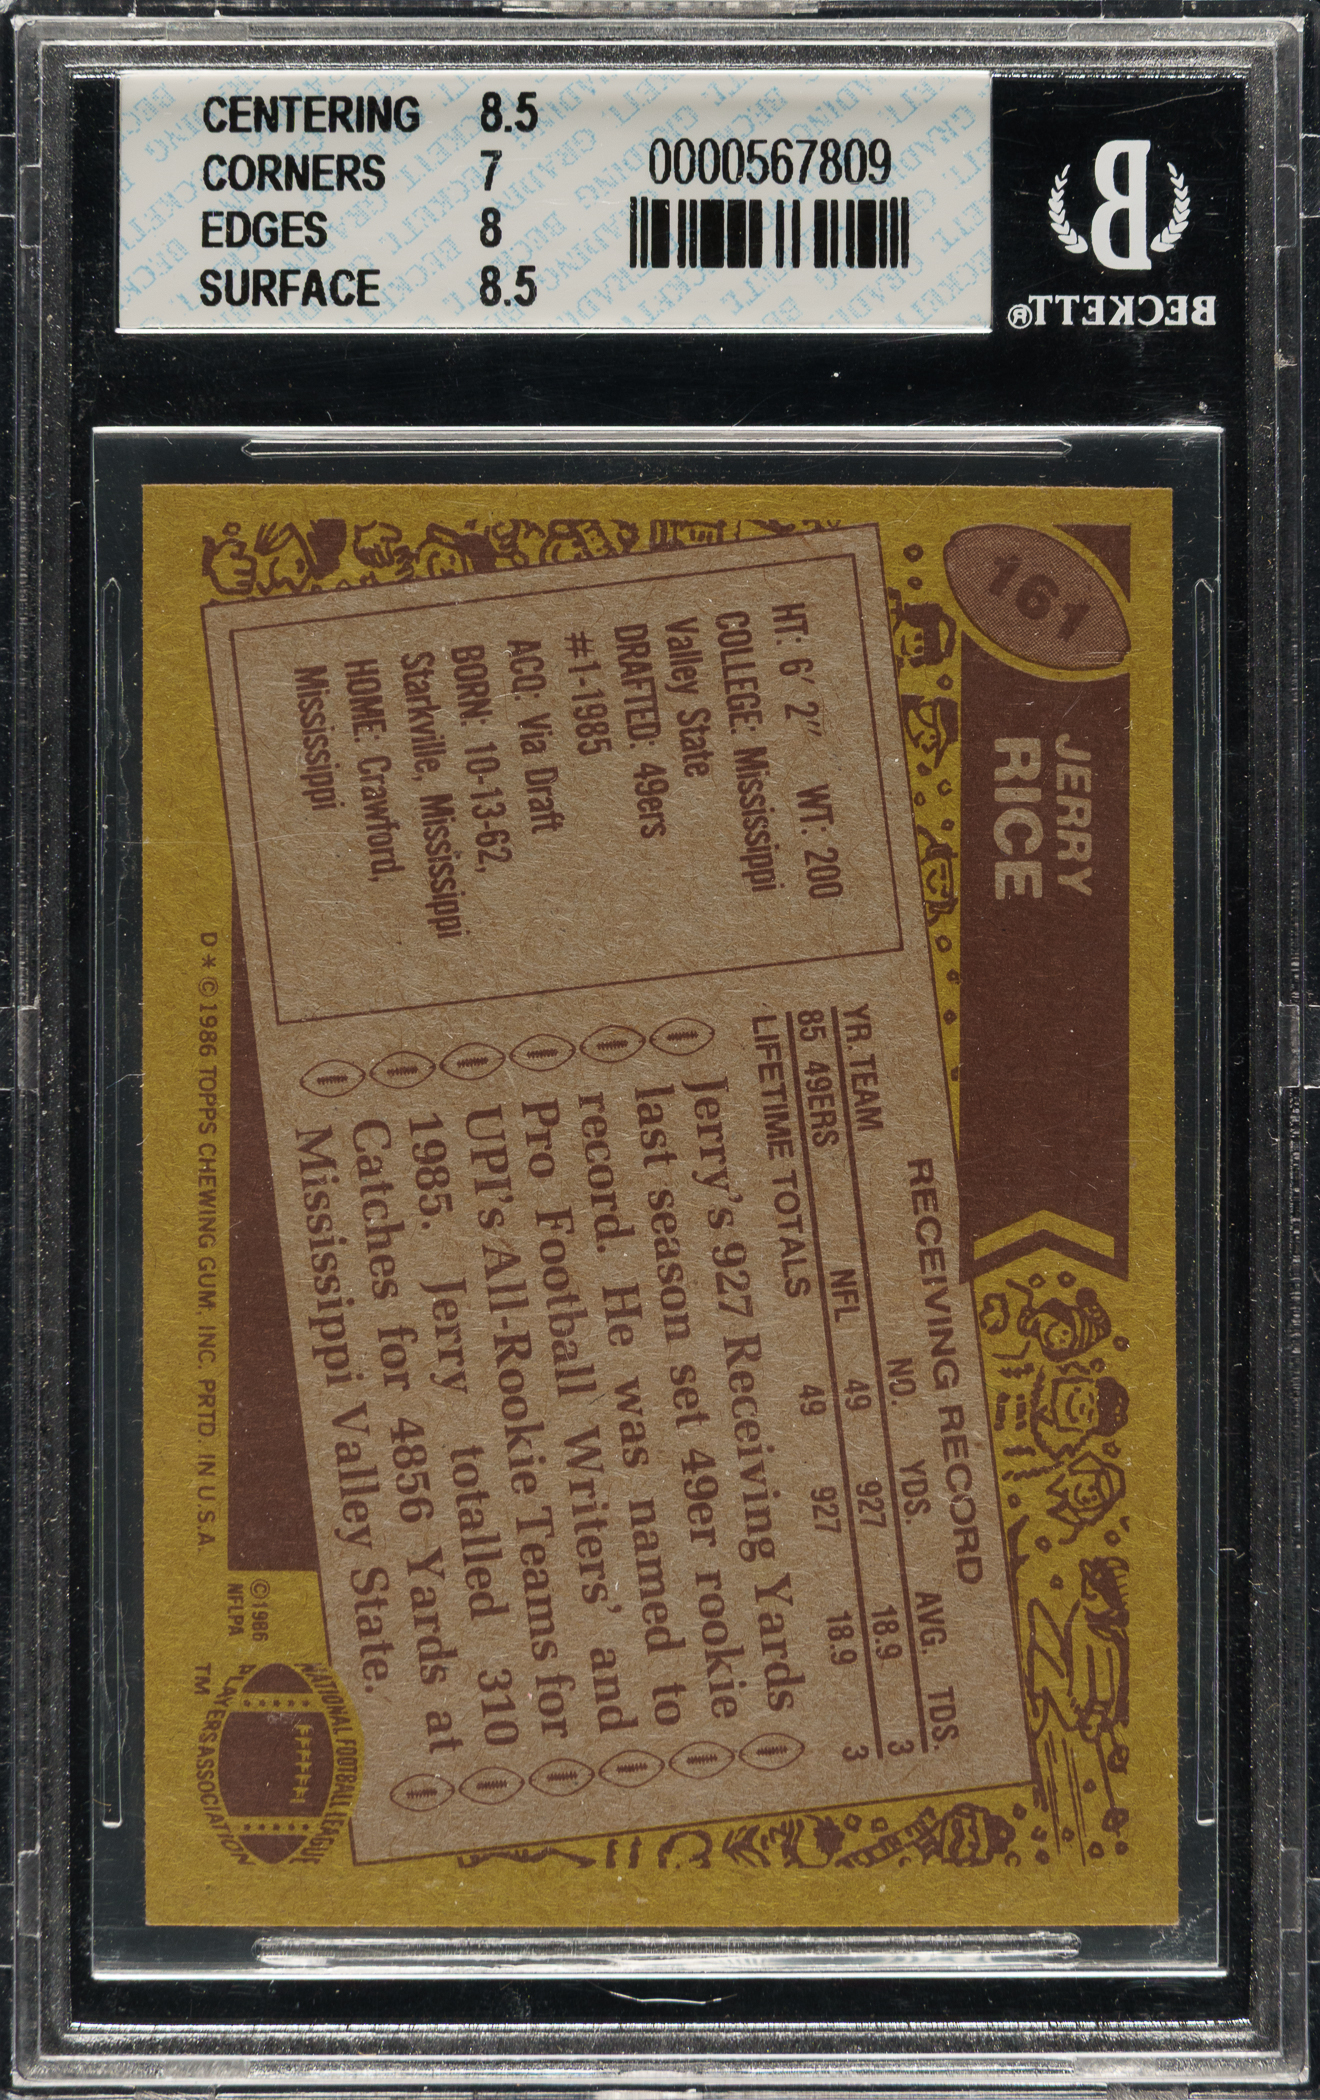 CENTERING 8.5
CORNERS 7
EDGES 8
SURFACE 8.5
0000567809
BECKETT®
161
JERRY
RICE
HT: 6' 2" WT: 200
COLLEGE: Mississippi
Valley State
DRAFTED: 49ers
#1-1985
ACQ: Via Draft
BORN: 10-13-62,
Starkville, Mississippi
HOME: Crawford,
Mississippi
RECEIVING RECORD
YR. TEAM NO. YDS. AVG. TDS.
85 49ERS NFL 49 927 18.9 3
LIFETIME TOTALS 49 927 18.9 3
Jerry's 927 Receiving Yards
last season set 49er rookie
record. He was named to
Pro Football Writers' and
UPI's All-Rookie Teams for
1985. Jerry totalled 310
Catches for 4856 Yards at
Mississippi Valley State.
©1986
NFLPA
NATIONAL FOOTBALL LEAGUE
PLAYERS ASSOCIATION
TM
D * © 1986 TOPPS CHEWING GUM, INC. PRTD. IN U.S.A.